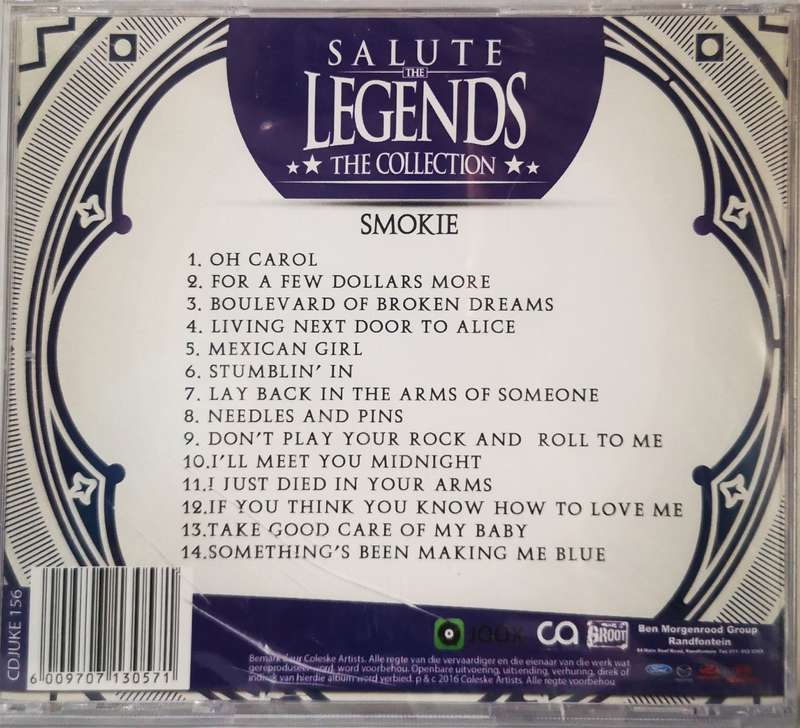 SALUTE
THE
LEGENDS
THE COLLECTION
SMOKIE
1. OH CAROL
2. FOR A FEW DOLLARS MORE
3. BOULEVARD OF BROKEN DREAMS
4. LIVING NEXT DOOR TO ALICE
5. MEXICAN GIRL
6. STUMBLIN' IN
7. LAY BACK IN THE ARMS OF SOMEONE
8. NEEDLES AND PINS
9. DON'T PLAY YOUR ROCK AND ROLL TO ME
10.I'LL MEET YOU MIDNIGHT
11.I JUST DIED IN YOUR ARMS
12.IF YOU THINK YOU KNOW HOW TO LOVE ME
13.TAKE GOOD CARE OF MY BABY
14.SOMETHING'S BEEN MAKING ME BLUE
CDJUKE 156
6 009707 130571
JOOX
ca
GROOT
Ben Morgenrood Group
Randfontein
Bemark deur Coleske Artists. Alle regte van die vervaardiger en die eienaar van die werk wat
gereproduseer word, word voorbehou. Openbare uitvoering, uitsending, verhuring, direk of
indirek van hierdie album word verbied. p & c 2016 Coleske Artists. Alle regte voorbehou